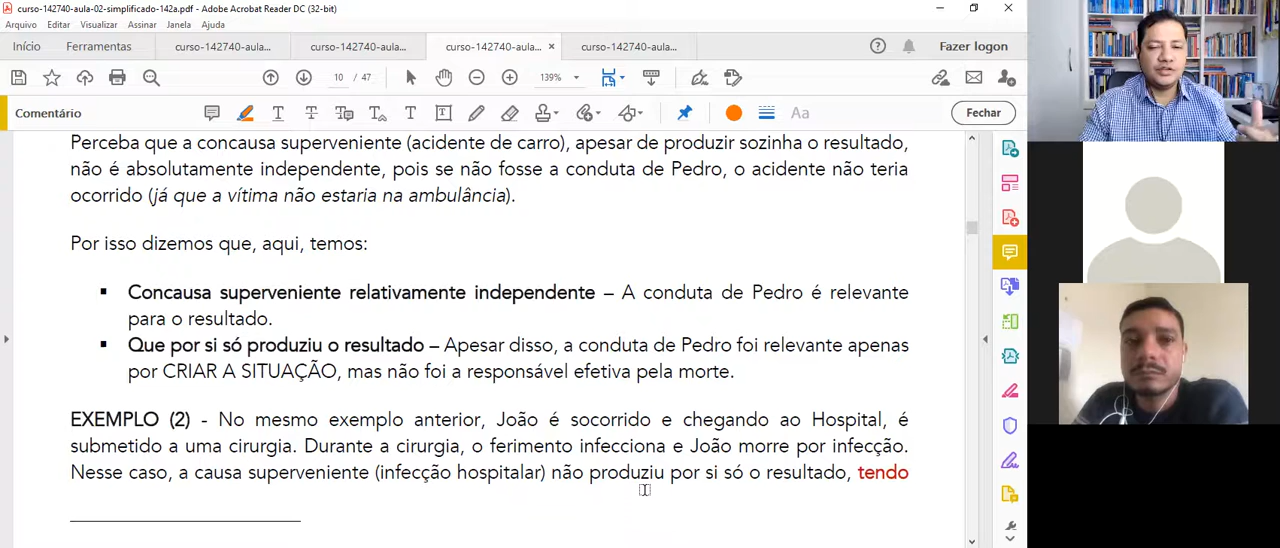 curso-142740-aula-02-simplificado-142a.pdf - Adobe Acrobat Reader DC (32-bit)
Arquivo Editar Visualizar Assinar Janela Ajuda
Início Ferramentas curso-142740-aula... curso-142740-aula... curso-142740-aula... × curso-142740-aula... Fazer logon
10 / 47 139%
Comentário Aa Fechar
Perceba que a concausa superveniente (acidente de carro), apesar de produzir sozinha o resultado,
não é absolutamente independente, pois se não fosse a conduta de Pedro, o acidente não teria
ocorrido (já que a vítima não estaria na ambulância).
Por isso dizemos que, aqui, temos:
▪ Concausa superveniente relativamente independente – A conduta de Pedro é relevante
para o resultado.
▪ Que por si só produziu o resultado – Apesar disso, a conduta de Pedro foi relevante apenas
por CRIAR A SITUAÇÃO, mas não foi a responsável efetiva pela morte.
EXEMPLO (2) - No mesmo exemplo anterior, João é socorrido e chegando ao Hospital, é
submetido a uma cirurgia. Durante a cirurgia, o ferimento infecciona e João morre por infecção.
Nesse caso, a causa superveniente (infecção hospitalar) não produziu por si só o resultado, tendo